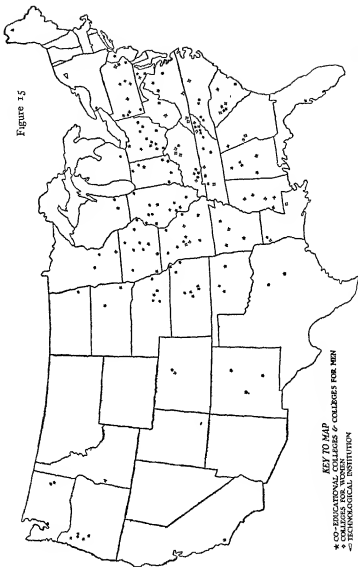 Figure 15
KEY TO MAP
★ CO-EDUCATIONAL COLLEGES & COLLEGES FOR MEN
+ COLLEGES FOR WOMEN
TECHNOLOGICAL INSTITUTION